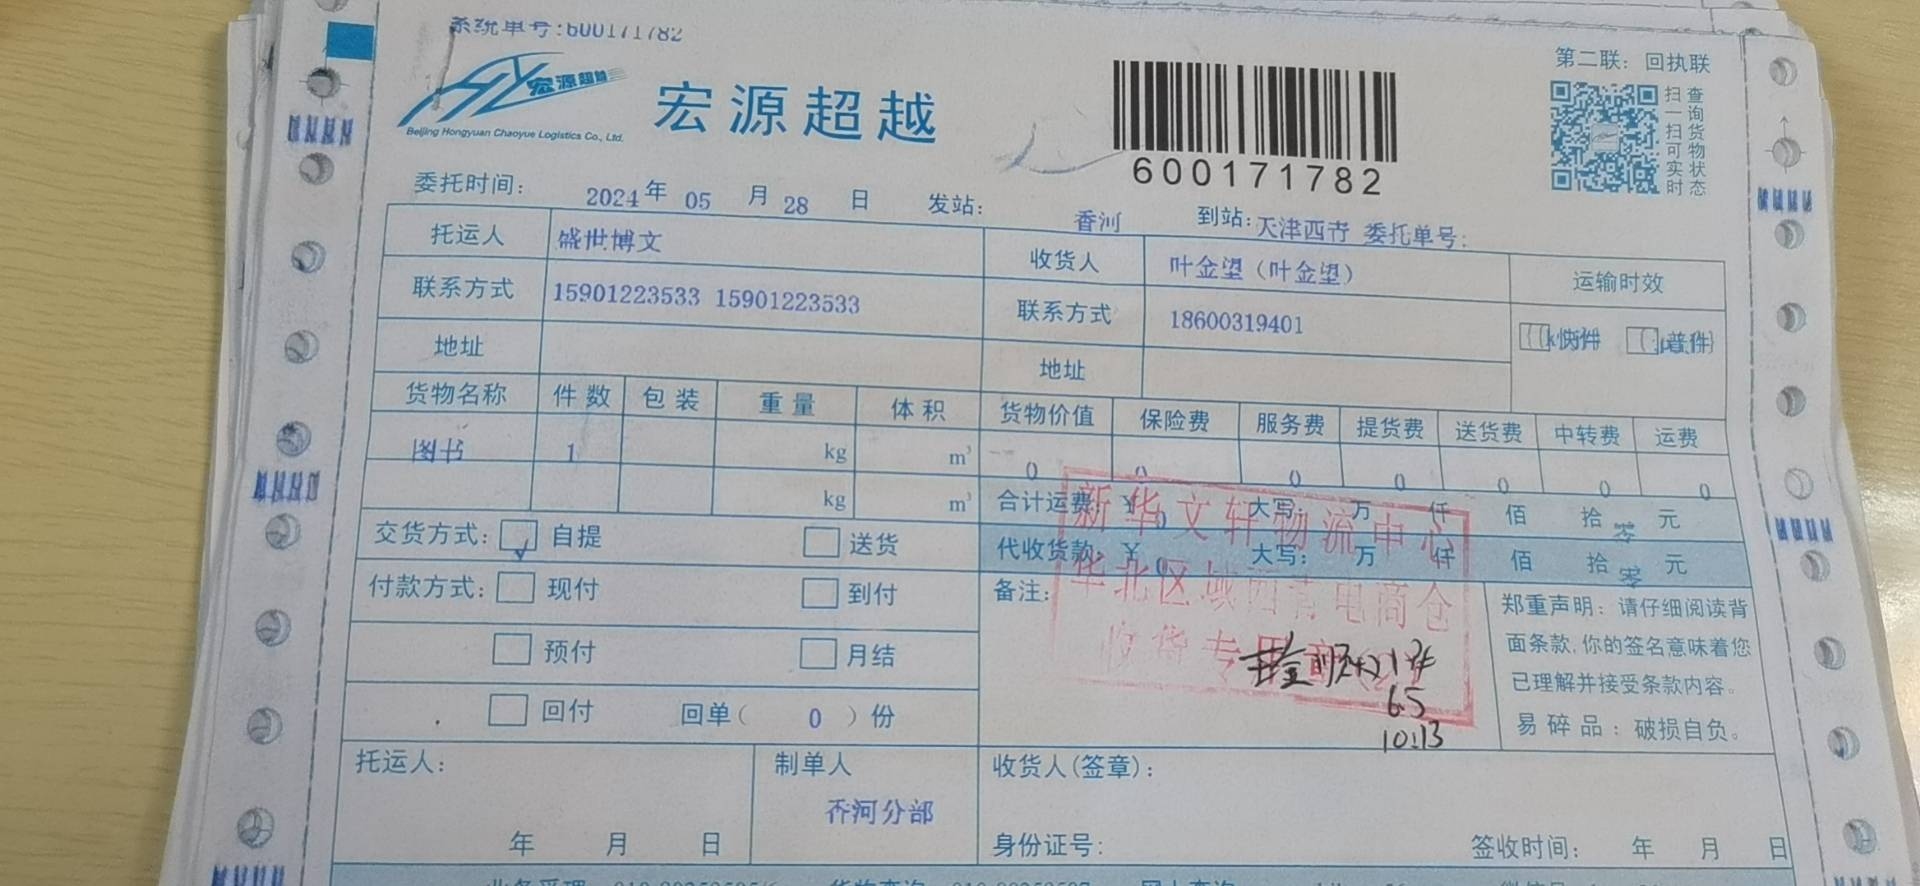 系统单号:600171782
宏源超越
Beijing Hongyuan Chaoyue Logistics Co., Ltd.
宏源超越
600171782
第二联: 回执联
扫一扫可实时
查询货物状态
委托时间: 2024年 05 月 28 日 发站: 香河 到站: 天津西青 委托单号:
托运人 盛世博文 收货人 叶金望（叶金望） 运输时效
联系方式 15901223533 15901223533 联系方式 18600319401
地址 地址
货物名称 件数 包装 重量 体积 货物价值 保险费 服务费 提货费 送货费 中转费 运费
图书 1 kg m³ 0 0 0 0 0 0 0
kg m³ 合计运费: ¥ 0 大写: 万 仟 佰 拾 零 元
交货方式: 自提 送货 代收货款: ¥ 0 大写: 万 仟 佰 拾 零 元
付款方式: 现付 到付 备注:
预付 月结
回付 回单( 0 )份
新华文轩物流中心
华北区域西青电商仓
收货专用章
6.5
10:13
郑重声明: 请仔细阅读背
面条款,你的签名意味着您
已理解并接受条款内容。
易碎品: 破损自负。
托运人: 制单人 收货人(签章):
香河分部
年 月 日 身份证号: 签收时间: 年 月 日